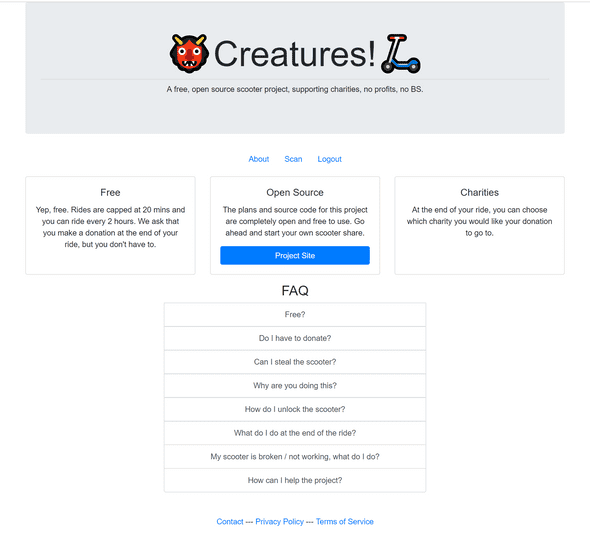 Creatures!
A free, open source scooter project, supporting charities, no profits, no BS.
About Scan Logout
Free
Yep, free. Rides are capped at 20 mins and
you can ride every 2 hours. We ask that
you make a donation at the end of your
ride, but you don't have to.
Open Source
The plans and source code for this project
are completely open and free to use. Go
ahead and start your own scooter share.
Project Site
Charities
At the end of your ride, you can choose
which charity you would like your donation
to go to.
FAQ
Free?
Do I have to donate?
Can I steal the scooter?
Why are you doing this?
How do I unlock the scooter?
What do I do at the end of the ride?
My scooter is broken / not working, what do I do?
How can I help the project?
Contact --- Privacy Policy --- Terms of Service